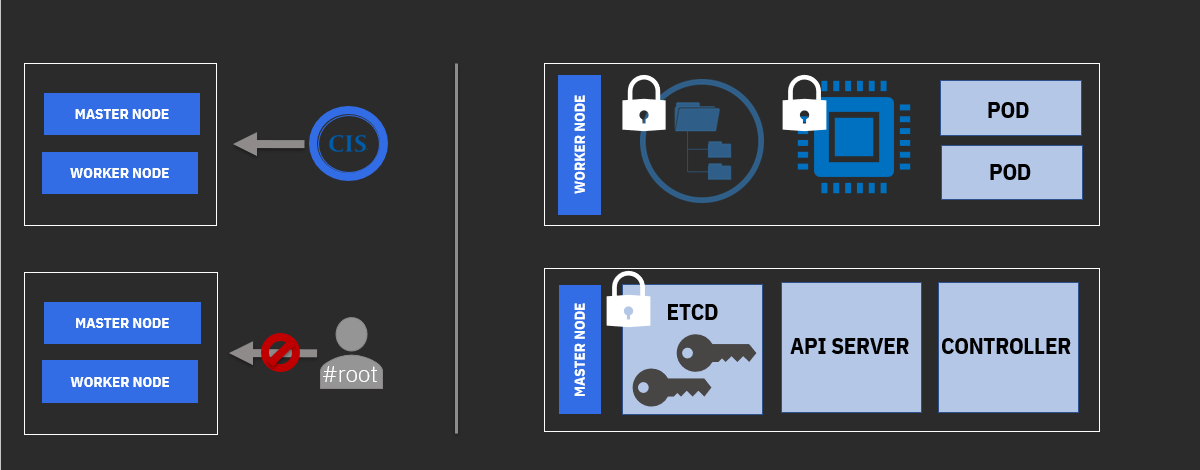 MASTER NODE
WORKER NODE
CIS
MASTER NODE
WORKER NODE
#root
WORKER NODE
POD
POD
MASTER NODE
ETCD
API SERVER
CONTROLLER